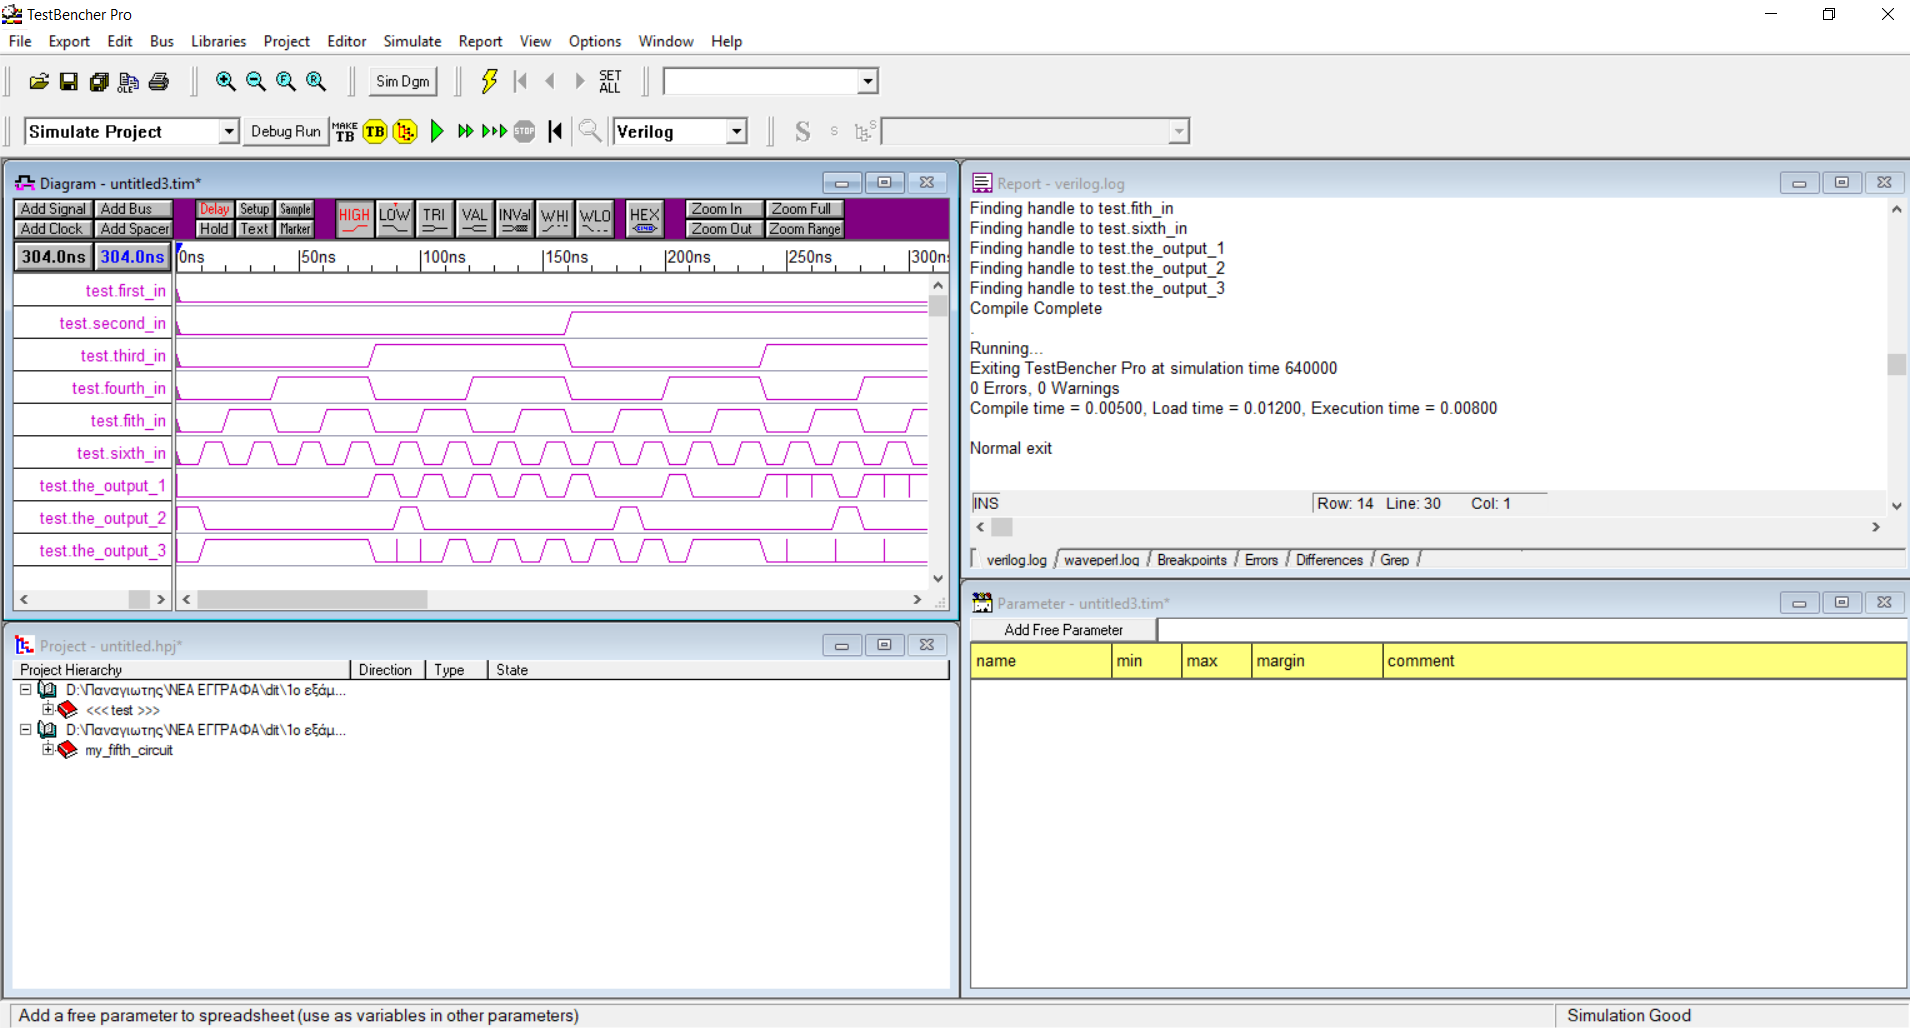 TestBencher Pro
File Export Edit Bus Libraries Project Editor Simulate Report View Options Window Help
OLE Sim Dgm SET ALL
Simulate Project Debug Run MAKE TB TB STOP Verilog S s S
Diagram - untitled3.tim*
Add Signal Add Bus Delay Setup Sample HIGH LOW TRI VAL INVal WHI WLO HEX Zoom In Zoom Full
Add Clock Add Spacer Hold Text Marker Zoom Out Zoom Range
304.0ns 304.0ns 0ns 50ns 100ns 150ns 200ns 250ns 300ns
test.first_in
test.second_in
test.third_in
test.fourth_in
test.fith_in
test.sixth_in
test.the_output_1
test.the_output_2
test.the_output_3
Report - verilog.log
Finding handle to test.fith_in
Finding handle to test.sixth_in
Finding handle to test.the_output_1
Finding handle to test.the_output_2
Finding handle to test.the_output_3
Compile Complete
.
Running...
Exiting TestBencher Pro at simulation time 640000
0 Errors, 0 Warnings
Compile time = 0.00500, Load time = 0.01200, Execution time = 0.00800
Normal exit
INS Row: 14 Line: 30 Col: 1
verilog.log waveperl.log Breakpoints Errors Differences Grep
Project - untitled.hpj*
Project Hierarchy Direction Type State
D:\Παναγιωτης\ΝΕΑ ΕΓΓΡΑΦΑ\dit\1ο εξάμ...
<<< test >>>
D:\Παναγιωτης\ΝΕΑ ΕΓΓΡΑΦΑ\dit\1ο εξάμ...
my_fifth_circuit
Parameter - untitled3.tim*
Add Free Parameter
name min max margin comment
Add a free parameter to spreadsheet (use as variables in other parameters)
Simulation Good